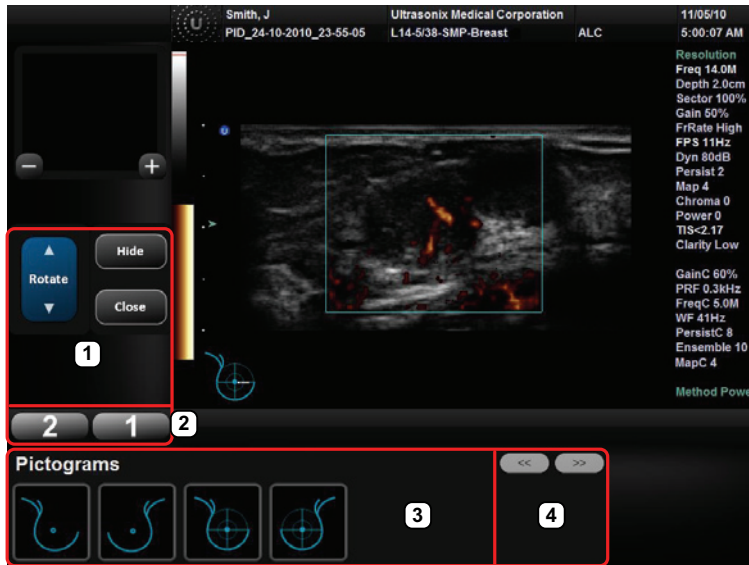 Smith, J
Ultrasonix Medical Corporation
11/05/10
U
PID_24-10-2010_23-55-05
L14-5/38-SMP-Breast
ALC
5:00:07 AM
Resolution
Freq 14.0M
Depth 2.0cm
Sector 100%
Gain 50%
FrRate High
FPS 11Hz
Dyn 80dB
Persist 2
Map 4
Chroma 0
Power 0
TIS<2.17
Clarity Low
GainC 60%
PRF 0.3kHz
FreqC 5.0M
WF 41Hz
PersistC 8
Ensemble 10
MapC 4
Method Powe
− +
Rotate
Hide
Close
1
2 1
2
Pictograms
<< >>
3
4